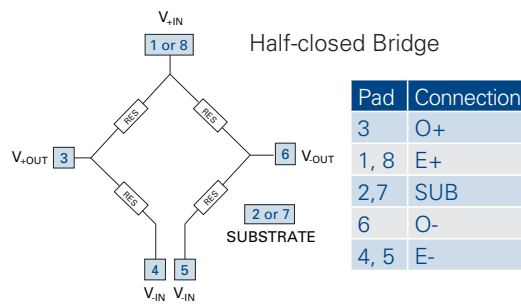 V+IN
1 or 8
Half-closed Bridge
RES
RES
V+OUT 3
6 V-OUT
RES
RES
2 or 7
SUBSTRATE
4
5
V-IN
V-IN
Pad Connection
3 O+
1, 8 E+
2,7 SUB
6 O-
4, 5 E-